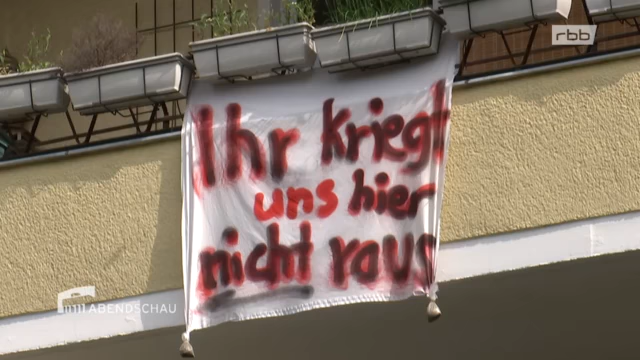 rbb
Ihr kriegt
uns hier
nicht raus
ABENDSCHAU